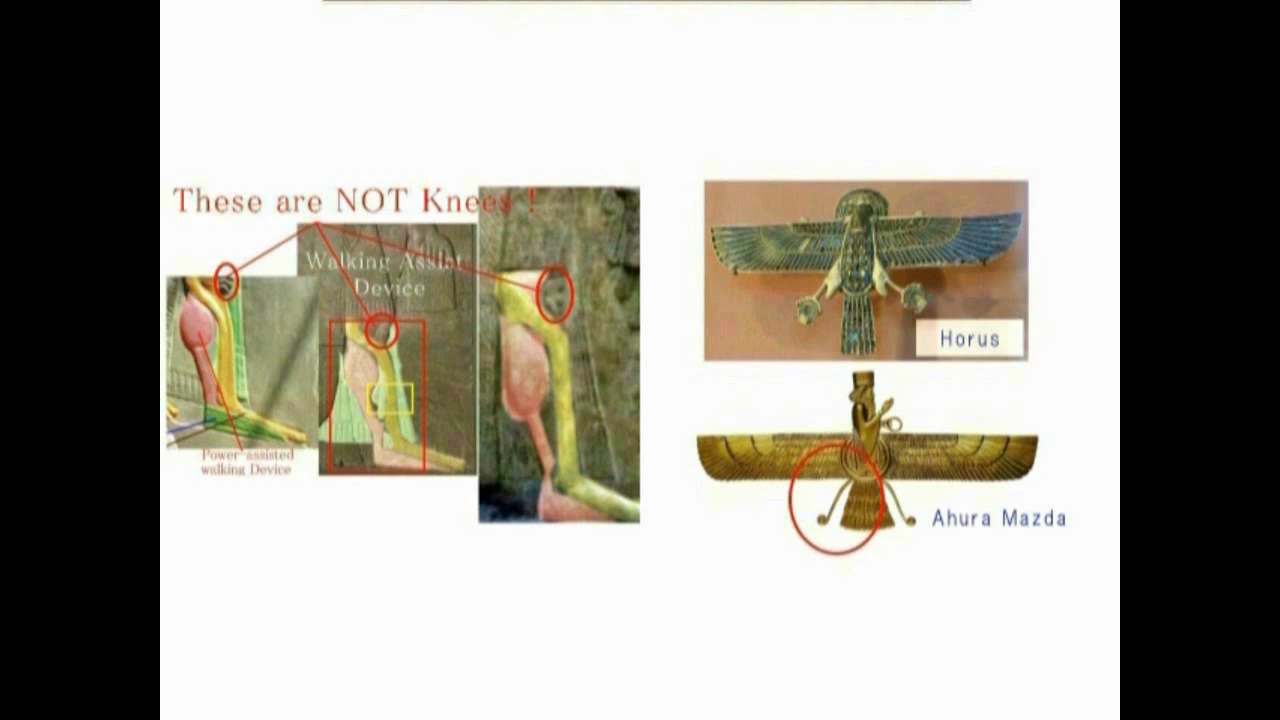 These are NOT Knees !
Walking Assist
Device
Power assisted
walking Device
Horus
Ahura Mazda